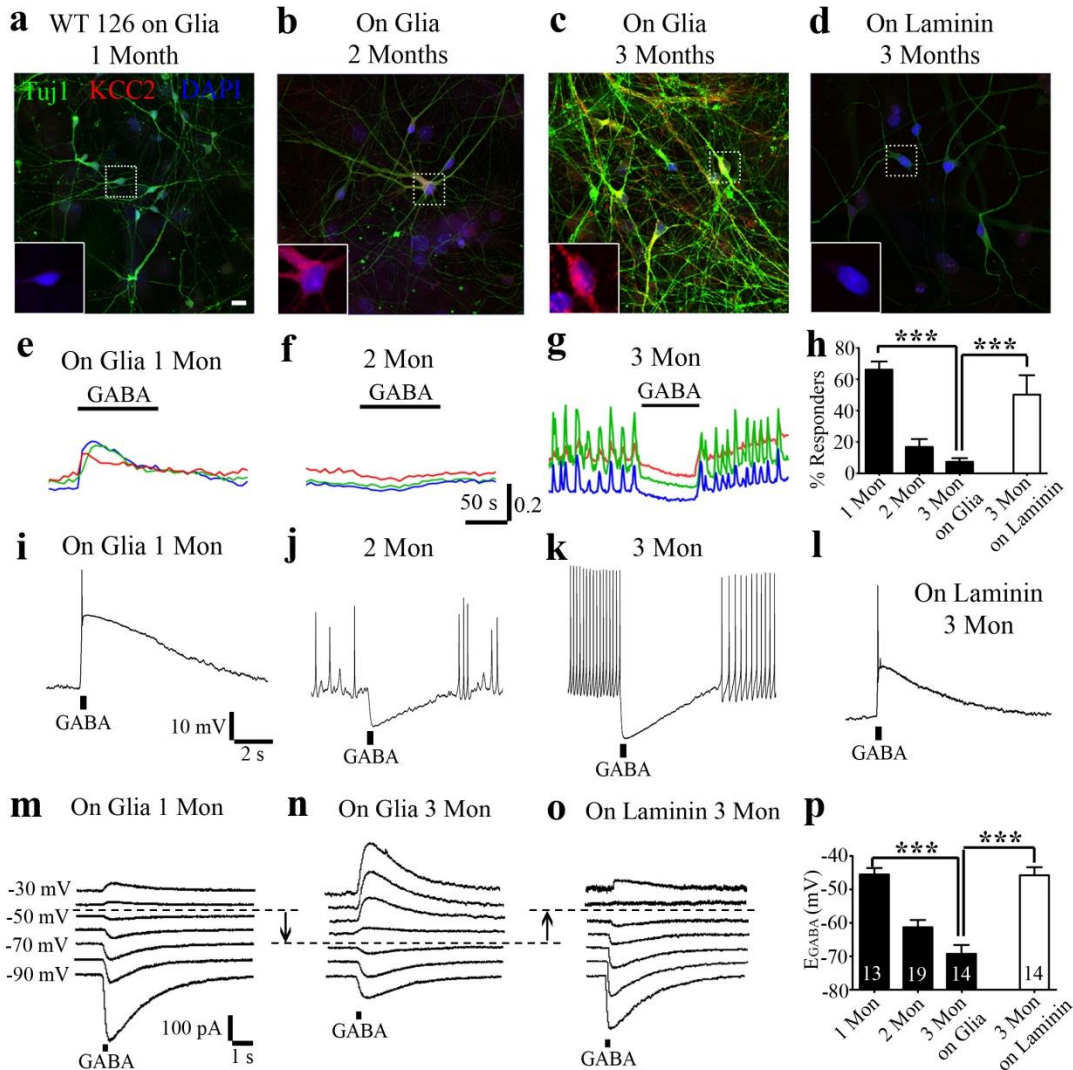 a WT 126 on Glia
1 Month
b On Glia
2 Months
c On Glia
3 Months
d On Laminin
3 Months
Tuj1 KCC2 DAPI
e On Glia 1 Mon
GABA
f 2 Mon
GABA
50 s 0.2
g 3 Mon
GABA
h
***
***
% Responders
80
60
40
20
0
1 Mon
2 Mon
3 Mon
on Glia
3 Mon
on Laminin
i On Glia 1 Mon
GABA
10 mV
2 s
j 2 Mon
GABA
k 3 Mon
GABA
l
On Laminin
3 Mon
GABA
m On Glia 1 Mon
-30 mV
-50 mV
-70 mV
-90 mV
100 pA
1 s
GABA
n On Glia 3 Mon
GABA
o On Laminin 3 Mon
GABA
p
***
***
EGABA (mV)
-40
-50
-60
-70
-80
13
19
14
14
1 Mon
2 Mon
3 Mon
on Glia
3 Mon
on Laminin